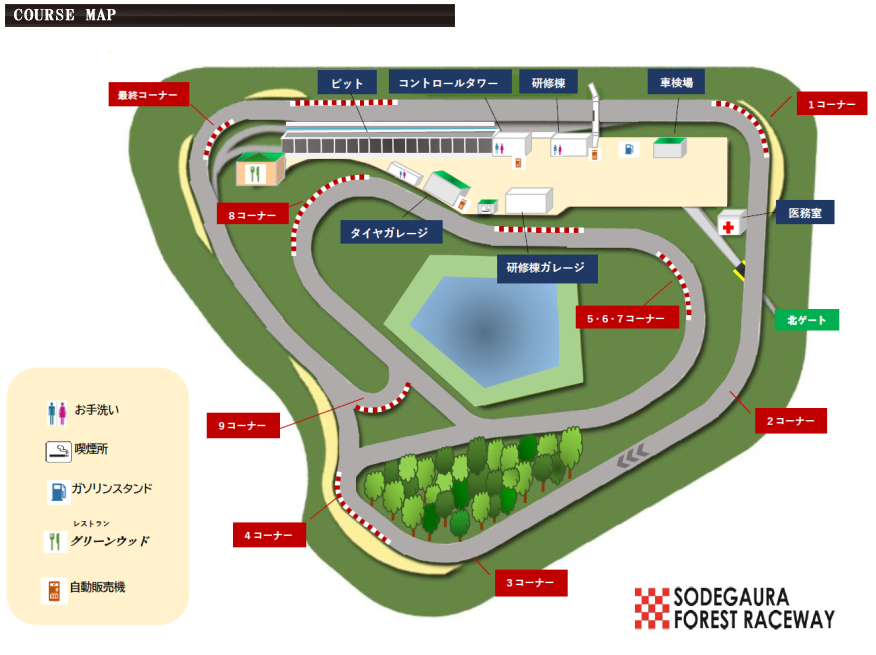 COURSE MAP
ピット
コントロールタワー
研修棟
車検場
最終コーナー
1コーナー
8コーナー
タイヤガレージ
医務室
研修棟ガレージ
5・6・7コーナー
北ゲート
9コーナー
2コーナー
4コーナー
3コーナー
お手洗い
喫煙所
ガソリンスタンド
レストラン
グリーンウッド
自動販売機
SODEGAURA
FOREST RACEWAY